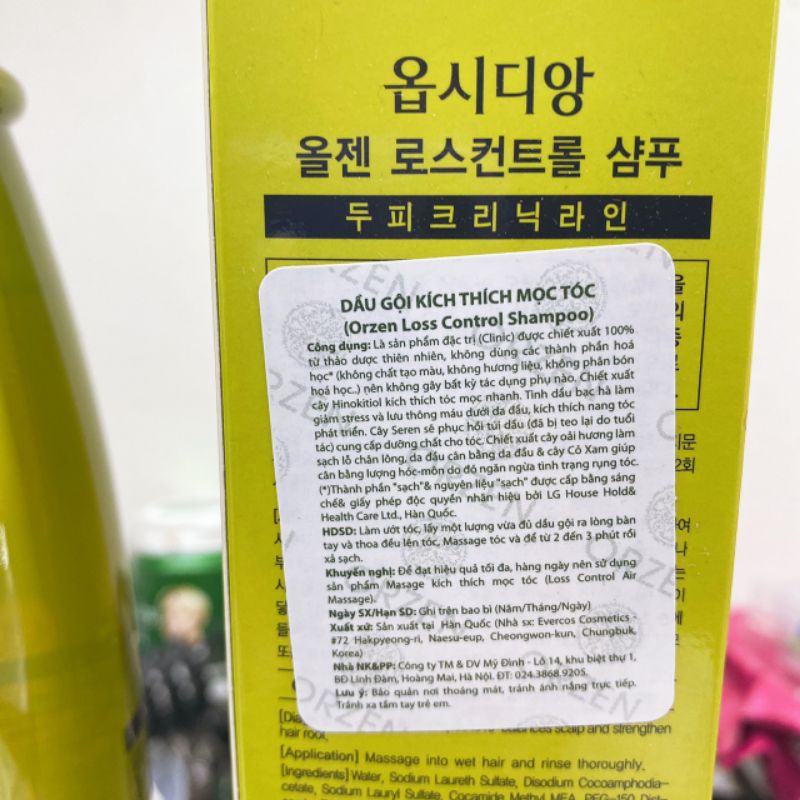 옵시디앙
올젠 로스컨트롤 샴푸
두피크리닉라인
DẦU GỘI KÍCH THÍCH MỌC TÓC
(Orzen Loss Control Shampoo)
Công dụng: Là sản phẩm đặc trị (Clinic) được chiết xuất 100%
từ thảo dược thiên nhiên, không dùng các thành phần hoá
học* (không chất tạo màu, không hương liệu, không phân bón
hoá học..) nên không gây bất kỳ tác dụng phụ nào. Chiết xuất
cây Hinokitiol kích thích tóc mọc nhanh. Tinh dầu bạc hà làm
giảm stress và lưu thông máu dưới da đầu, kích thích nang tóc
phát triển. Cây Seren sẽ phục hồi túi dầu (đã bị teo lại do tuổi
tác) cung cấp dưỡng chất cho tóc. Chiết xuất cây oải hương làm
sạch lỗ chân lông, da dầu cân bằng da đầu & cây Cỏ Xam giúp
cân bằng lượng hóc-môn do đó ngăn ngừa tình trạng rụng tóc.
(*)Thành phần "sạch"& nguyên liệu "sạch" được cấp bằng sáng
chế& giấy phép độc quyền nhãn hiệu bởi LG House Hold&
Health Care Ltd., Hàn Quốc.
HDSD: Làm ướt tóc, lấy một lượng vừa đủ dầu gội ra lòng bàn
tay và thoa đều lên tóc, Massage tóc và để từ 2 đến 3 phút rồi
xả sạch.
Khuyến nghị: Để đạt hiệu quả tối đa, hàng ngày nên sử dụng
sản phẩm Masage kích thích mọc tóc (Loss Control Air
Massage).
Ngày SX/Hạn SD: Ghi trên bao bì (Năm/Tháng/Ngày)
Xuất xứ: Sản xuất tại Hàn Quốc (Nhà sx: Evercos Cosmetics -
#72 Hakpyeong-ri, Naesu-eup, Cheongwon-kun, Chungbuk,
Korea)
Nhà NK&PP: Công ty TM & DV Mỹ Đình - Lô 14, khu biệt thự 1,
BĐ Linh Đàm, Hoàng Mai, Hà Nội. ĐT: 024.3868.9205.
Lưu ý: Bảo quản nơi thoáng mát, tránh ánh nắng trực tiếp.
Tránh xa tầm tay trẻ em.
scalp and strengthen
hair root.
[Application] Massage into wet hair and rinse thoroughly.
[Ingredients] Water, Sodium Laureth Sulfate, Disodium Cocoamphodia-
cetate, Sodium Lauryl Sulfate, Cocamide Methyl MEA, PEG-150 Dist-